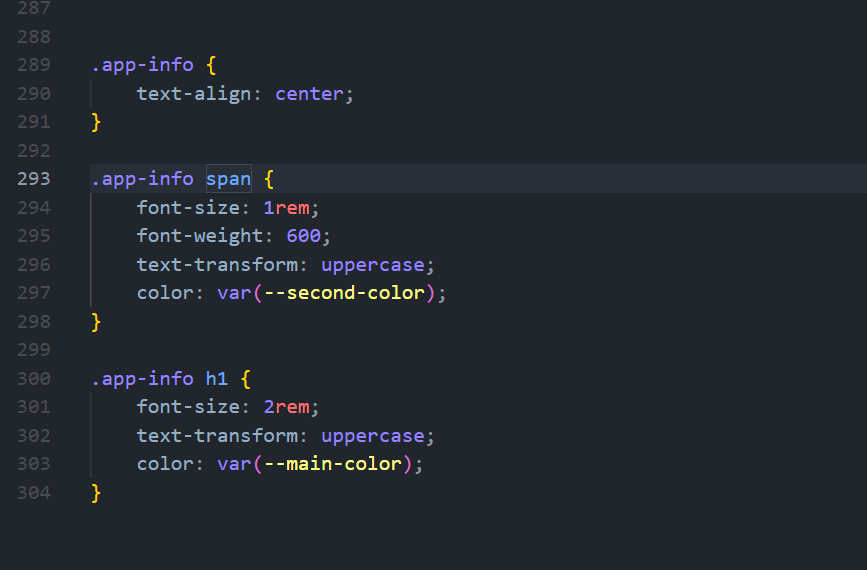 287
288
289 .app-info {
290     text-align: center;
291 }
292
293 .app-info span {
294     font-size: 1rem;
295     font-weight: 600;
296     text-transform: uppercase;
297     color: var(--second-color);
298 }
299
300 .app-info h1 {
301     font-size: 2rem;
302     text-transform: uppercase;
303     color: var(--main-color);
304 }